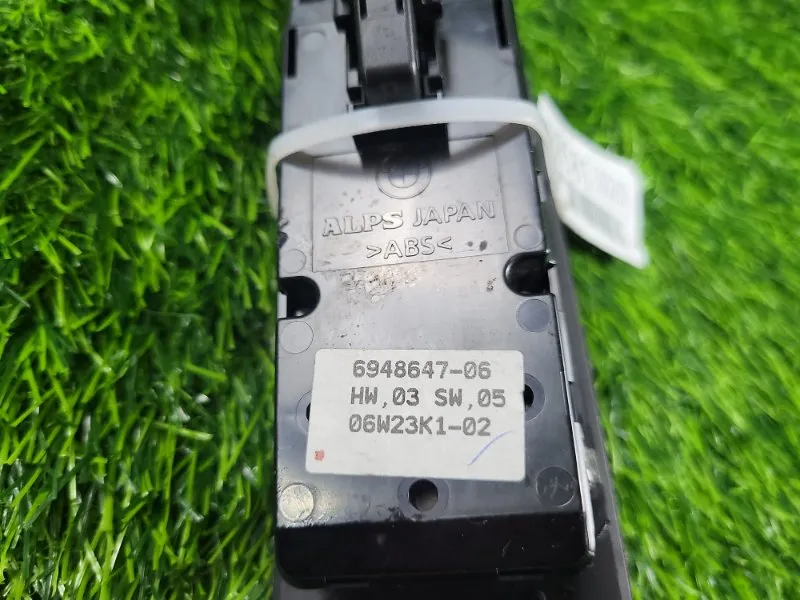 ALPS JAPAN
>ABS<
6948647-06
HW,03 SW,05
06W23K1-02